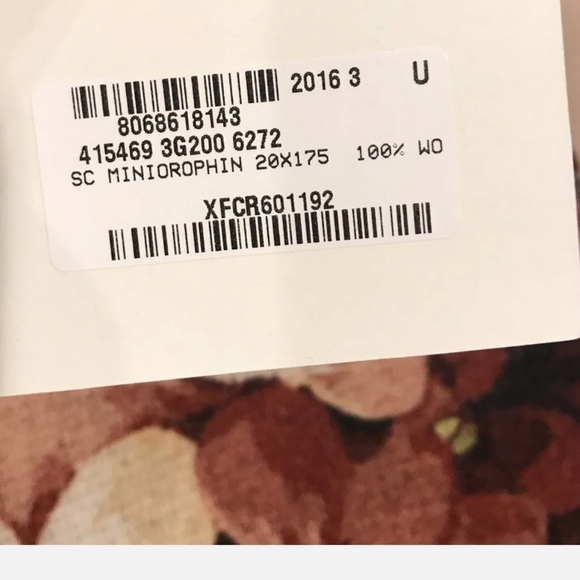 2016 3 U
8068618143
415469 3G200 6272
SC MINIOROPHIN 20X175 100% WO
XFCR601192